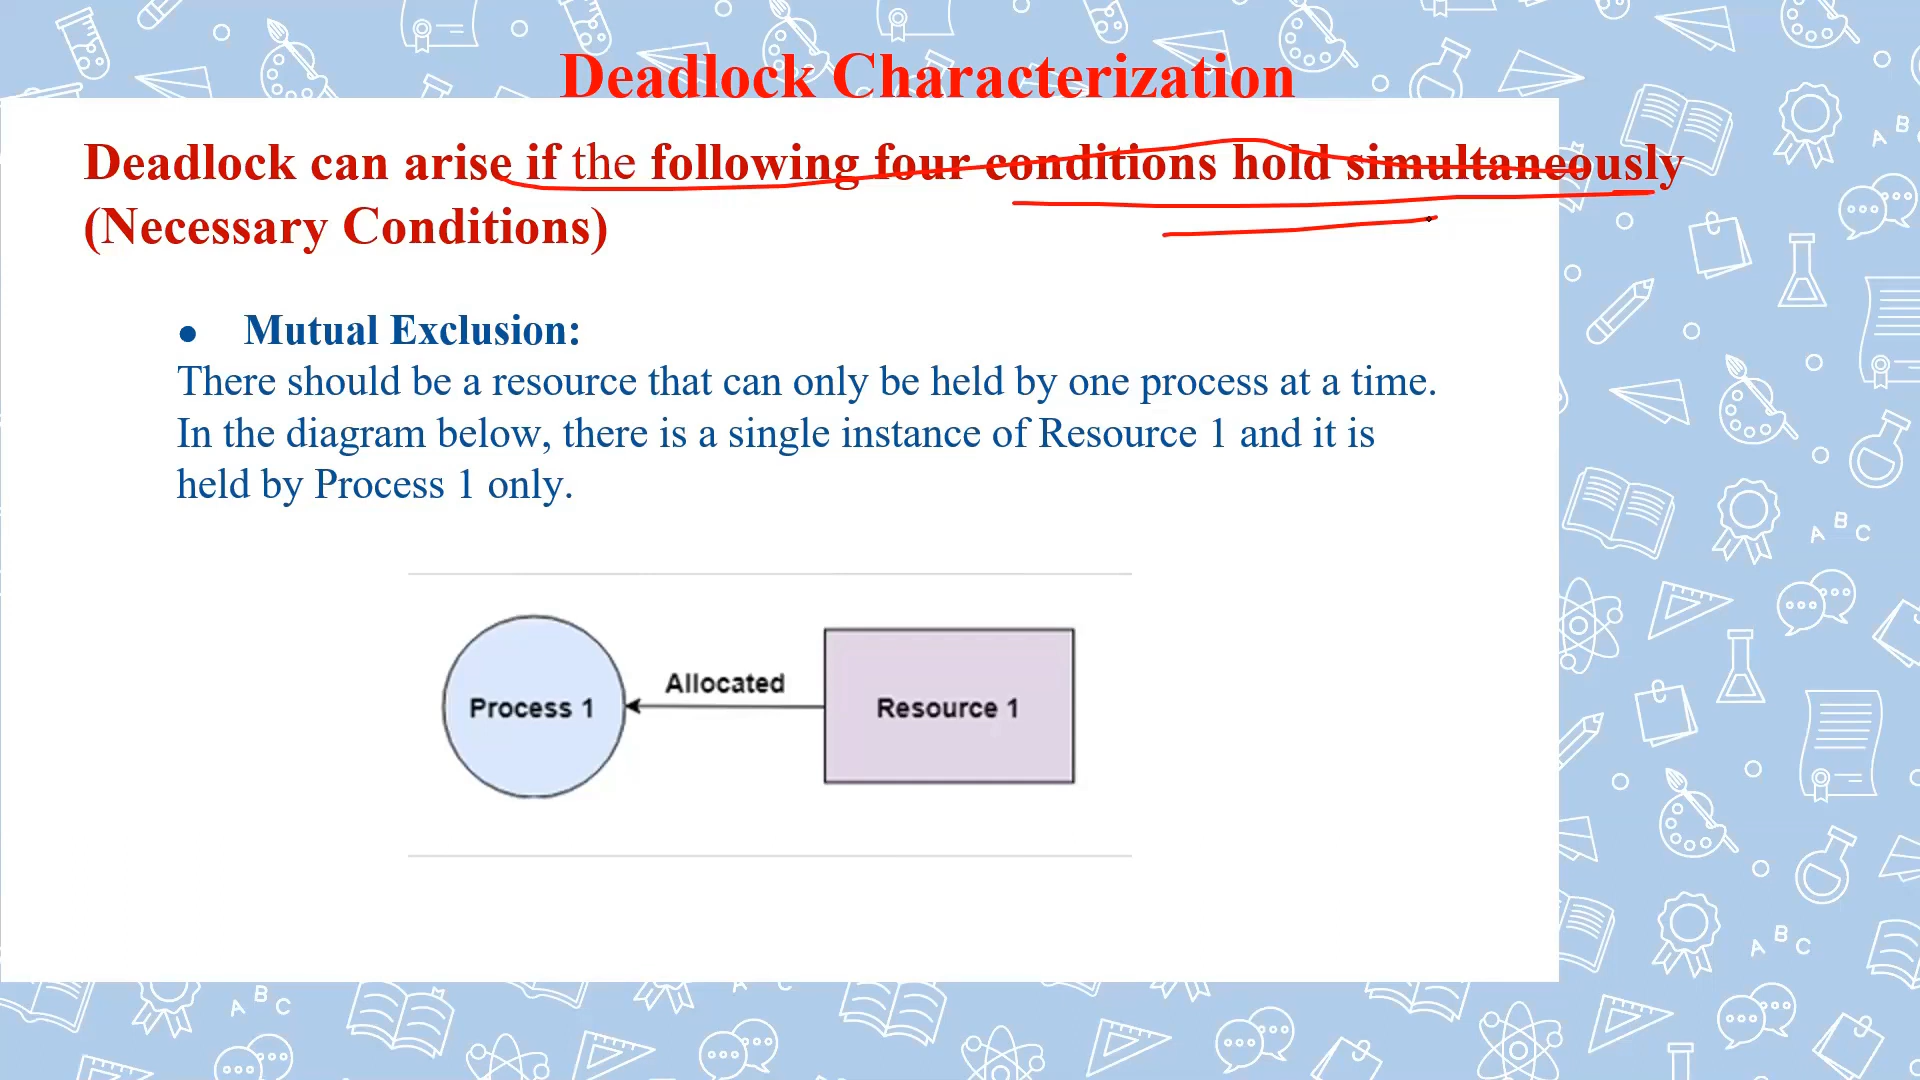 Deadlock Characterization
Deadlock can arise if the following four conditions hold simultaneously
(Necessary Conditions)
● Mutual Exclusion:
There should be a resource that can only be held by one process at a time.
In the diagram below, there is a single instance of Resource 1 and it is
held by Process 1 only.
Process 1
Allocated
Resource 1